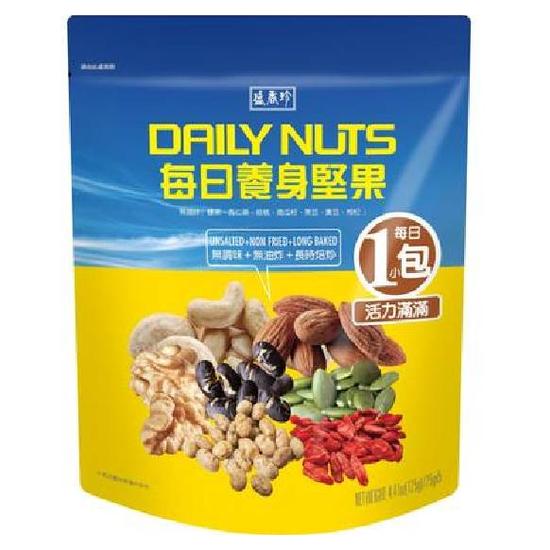 盛香珍
DAILY NUTS
每日養身堅果
UNSALTED+NON FRIED+LONG BAKED
無調味+無油炸+長時焙炒
每日
1小包
活力滿滿